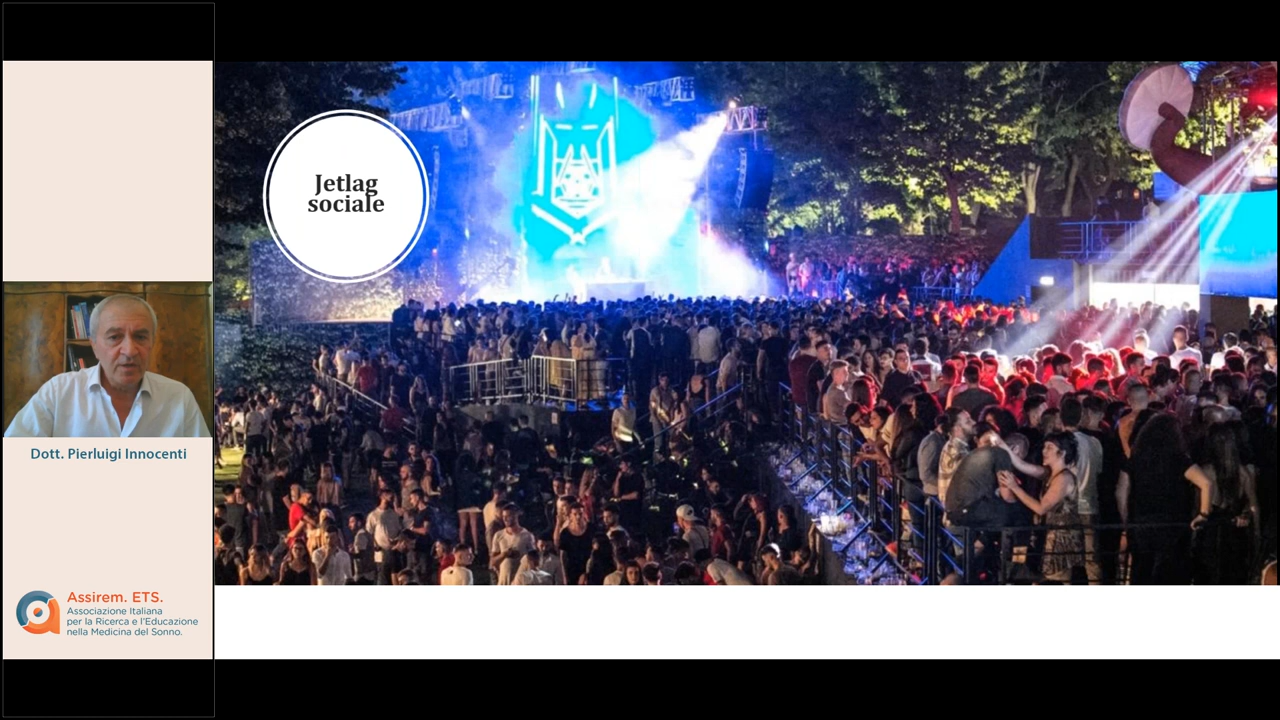 Jetlag
sociale
Dott. Pierluigi Innocenti
Assirem. ETS.
Associazione Italiana
per la Ricerca e l'Educazione
nella Medicina del Sonno.